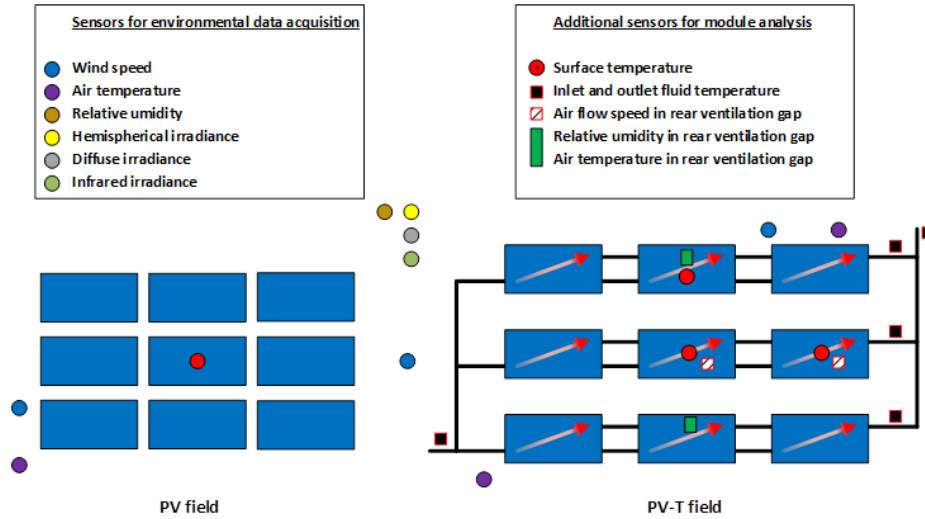 Sensors for environmental data acquisition
Wind speed
Air temperature
Relative umidity
Hemispherical irradiance
Diffuse irradiance
Infrared irradiance
Additional sensors for module analysis
Surface temperature
Inlet and outlet fluid temperature
Air flow speed in rear ventilation gap
Relative umidity in rear ventilation gap
Air temperature in rear ventilation gap
PV field
PV-T field